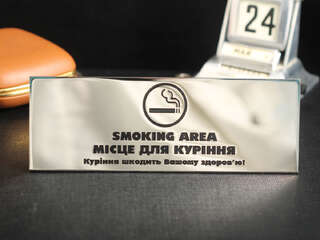 24
SMOKING AREA
МІСЦЕ ДЛЯ КУРІННЯ
Куріння шкодить Вашому здоров'ю!